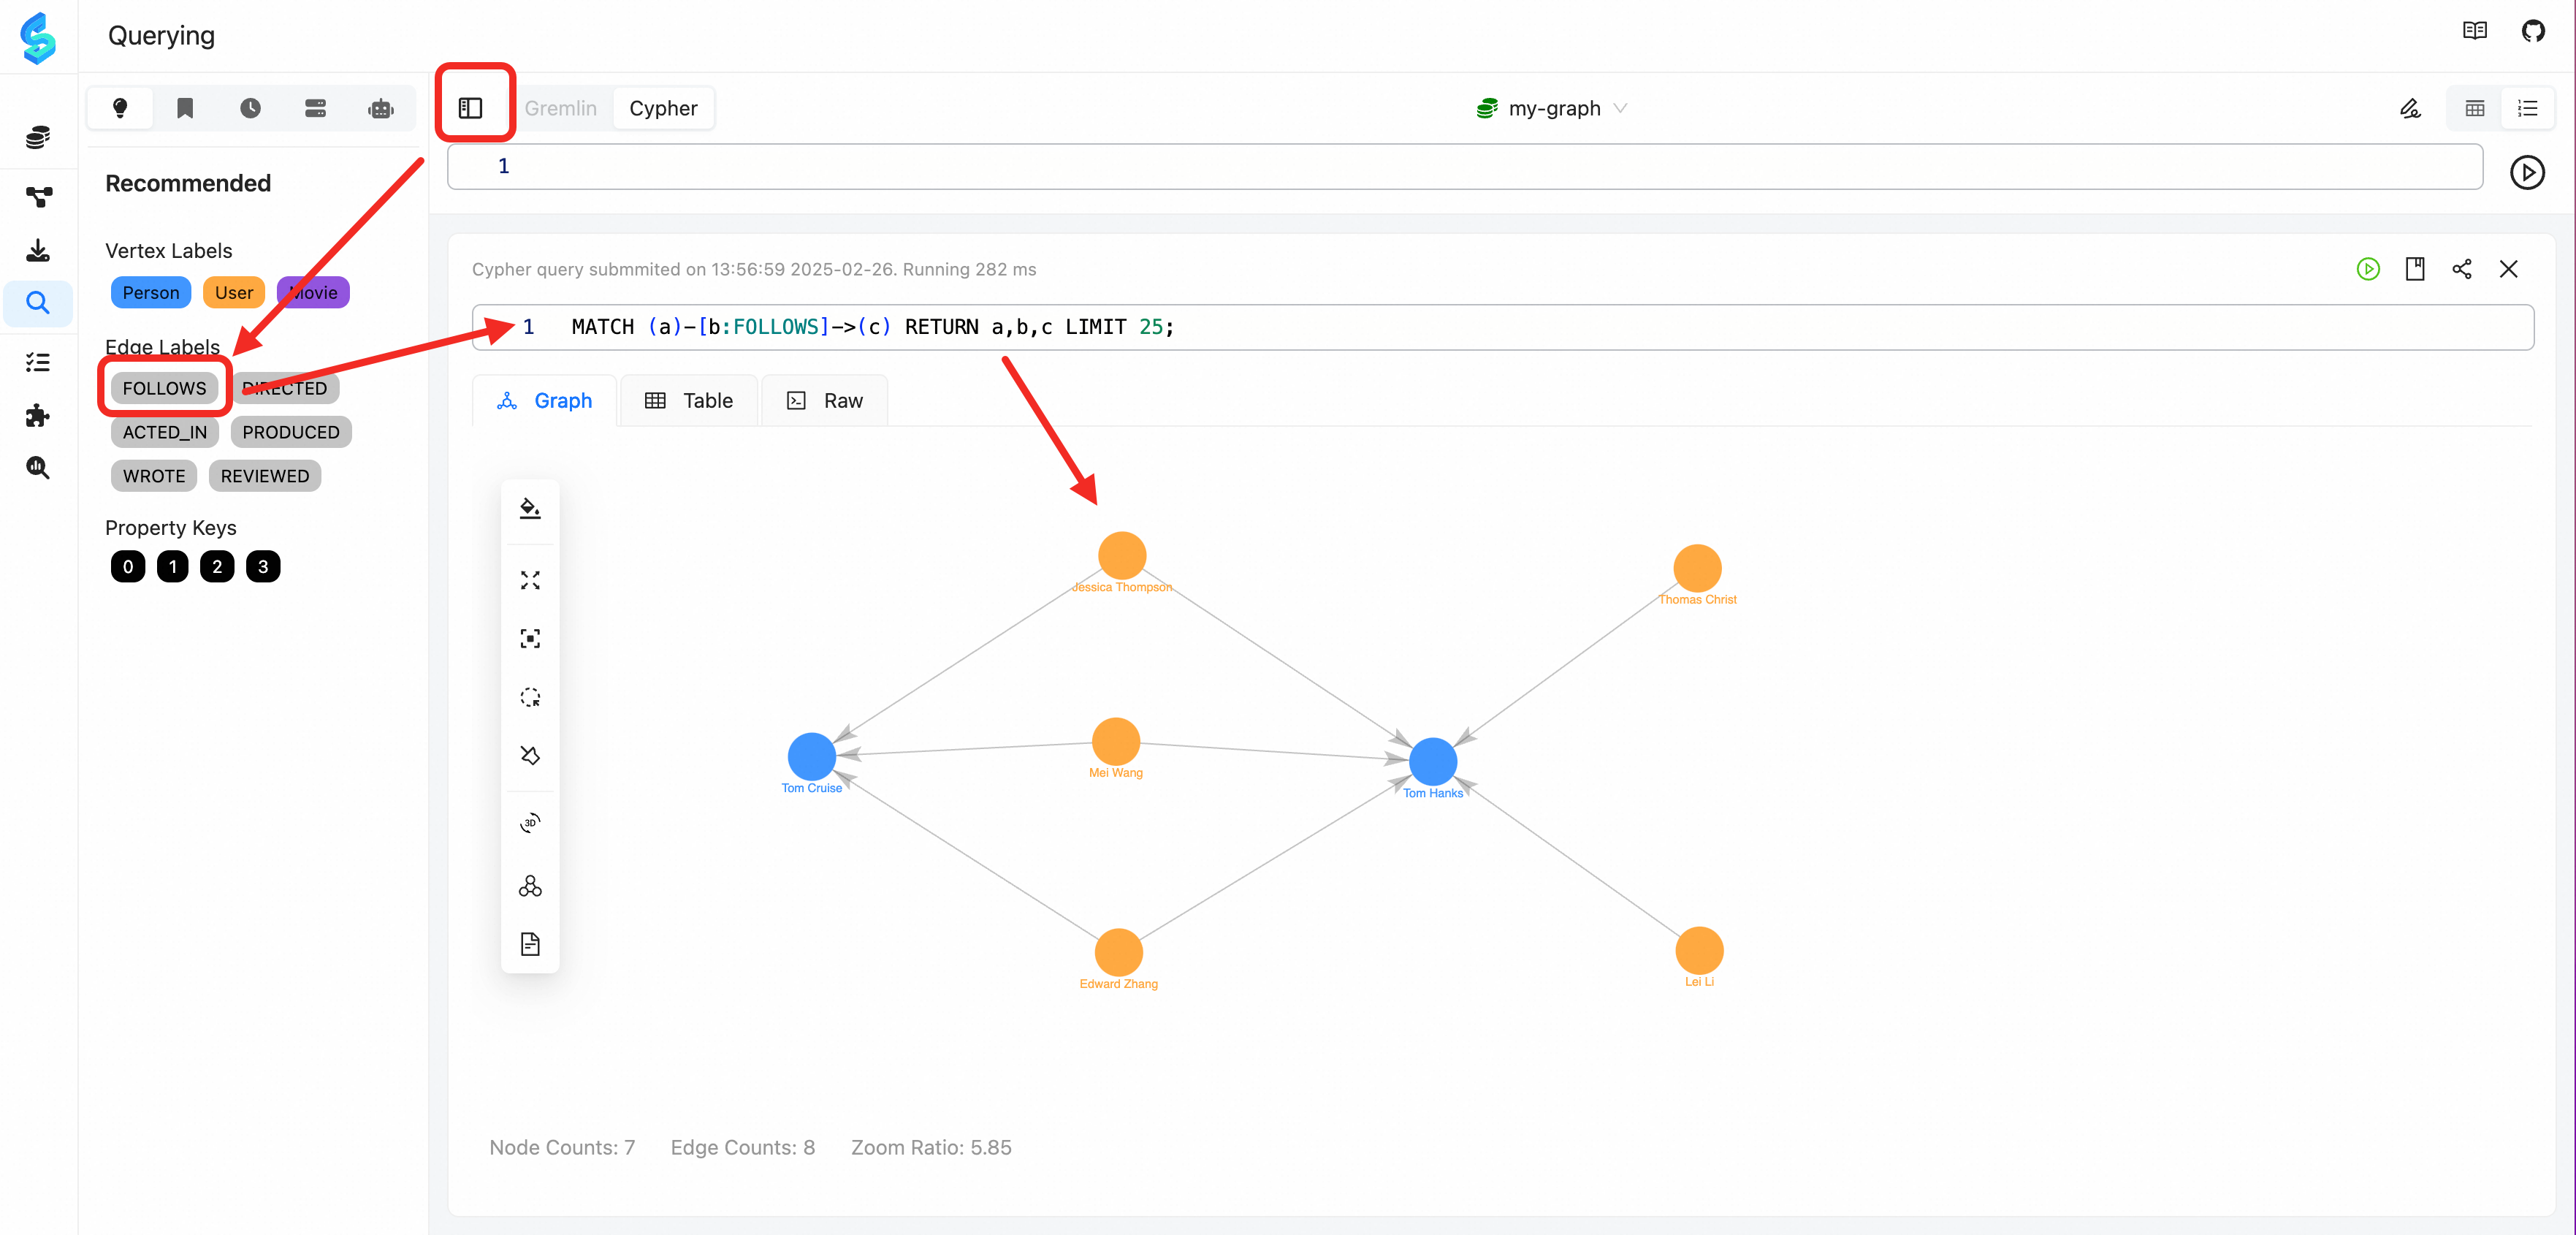 Querying
Gremlin
Cypher
my-graph
1
Recommended
Vertex Labels
Person
User
Movie
Edge Labels
FOLLOWS
DIRECTED
ACTED_IN
PRODUCED
WROTE
REVIEWED
Property Keys
0
1
2
3
Cypher query submmited on 13:56:59 2025-02-26. Running 282 ms
1 MATCH (a)-[b:FOLLOWS]->(c) RETURN a,b,c LIMIT 25;
Graph
Table
Raw
Jessica Thompson
Thomas Christ
Mei Wang
Tom Cruise
Tom Hanks
Edward Zhang
Lei Li
3D
Node Counts: 7
Edge Counts: 8
Zoom Ratio: 5.85